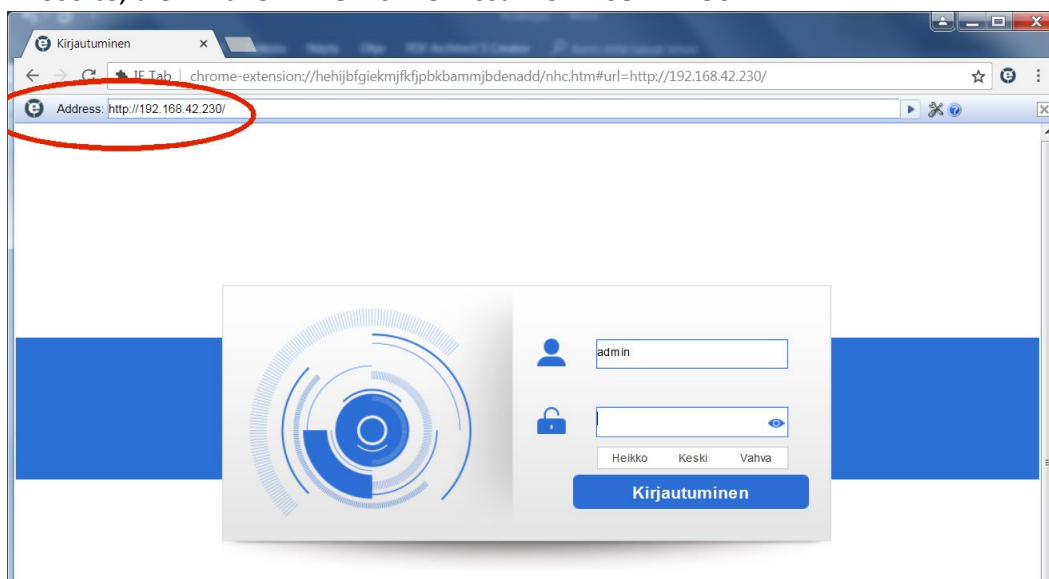 Kirjautuminen
IE Tab chrome-extension://hehijbfgiekmjfkfjpbkbammjbdenadd/nhc.htm#url=http://192.168.42.230/
Address: http://192.168.42.230/
admin
Heikko Keski Vahva
Kirjautuminen